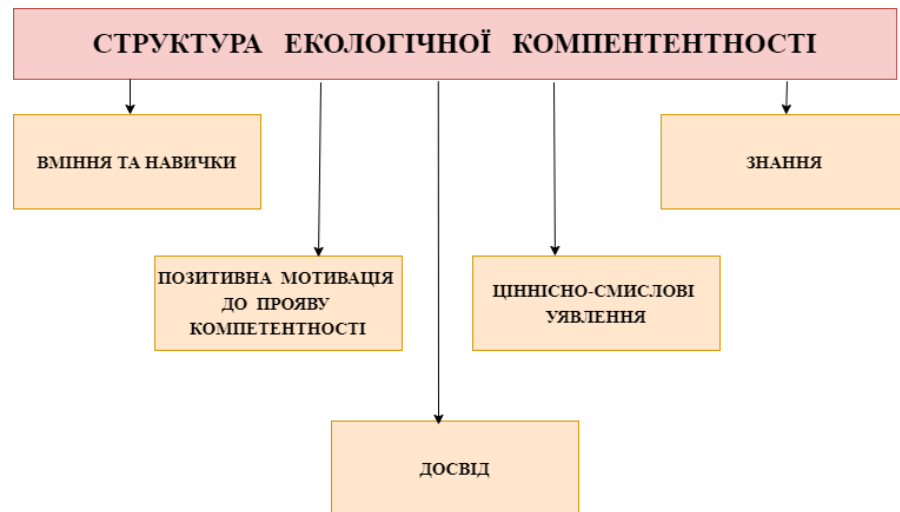 СТРУКТУРА ЕКОЛОГІЧНОЇ КОМПЕНТЕНТНОСТІ
ВМІННЯ ТА НАВИЧКИ
ЗНАННЯ
ПОЗИТИВНА МОТИВАЦІЯ
ДО ПРОЯВУ
КОМПЕТЕНТНОСТІ
ЦІННІСНО-СМИСЛОВІ
УЯВЛЕННЯ
ДОСВІД